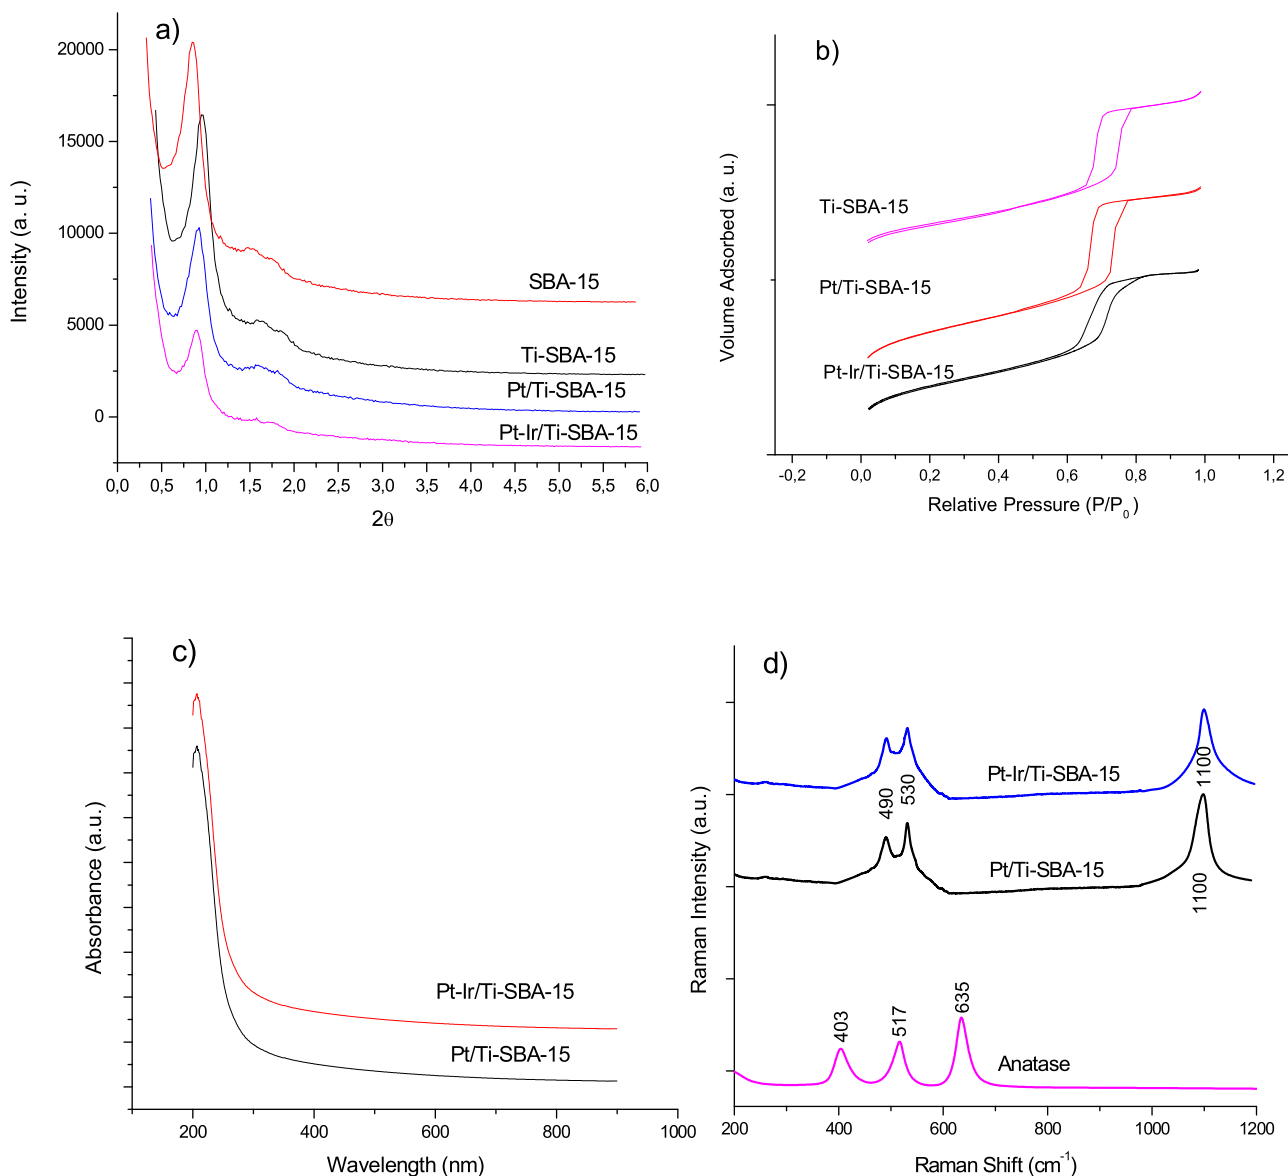 a)
20000
15000
10000
5000
0
Intensity (a. u.)
SBA-15
Ti-SBA-15
Pt/Ti-SBA-15
Pt-Ir/Ti-SBA-15
0,0 0,5 1,0 1,5 2,0 2,5 3,0 3,5 4,0 4,5 5,0 5,5 6,0
2θ
b)
Volume Adsorbed (a. u.)
Ti-SBA-15
Pt/Ti-SBA-15
Pt-Ir/Ti-SBA-15
-0,2 0,0 0,2 0,4 0,6 0,8 1,0 1,2
Relative Pressure (P/P0)
c)
Absorbance (a.u.)
Pt-Ir/Ti-SBA-15
Pt/Ti-SBA-15
200 400 600 800 1000
Wavelength (nm)
d)
Raman Intensity (a.u.)
Pt-Ir/Ti-SBA-15
1100
490
530
Pt/Ti-SBA-15
1100
403
517
635
Anatase
200 400 600 800 1000 1200
Raman Shift (cm-1)